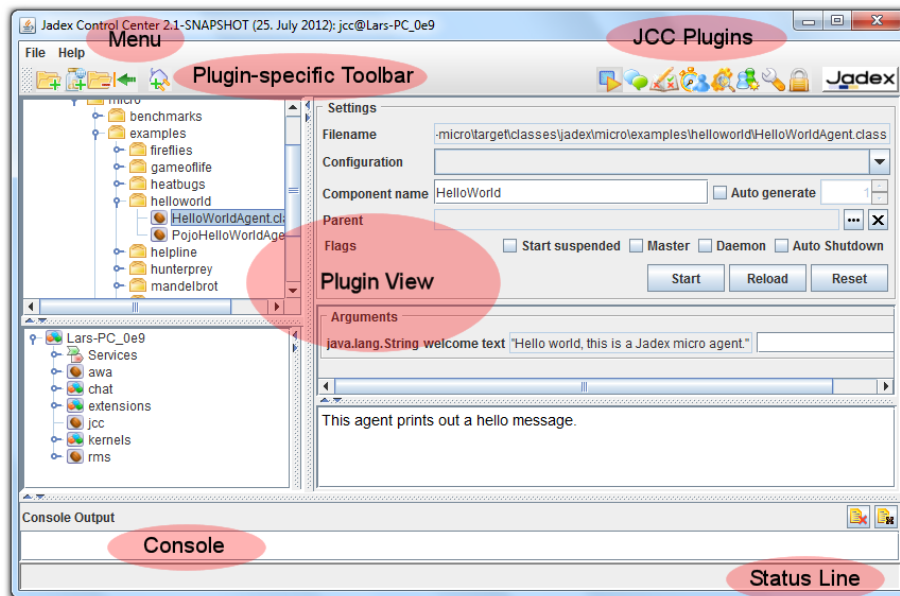 Jadex Control Center 2.1-SNAPSHOT (25. July 2012): jcc@Lars-PC_0e9
Menu
JCC Plugins
File Help
Plugin-specific Toolbar
Jadex
micro
benchmarks
examples
fireflies
gameoflife
heatbugs
helloworld
HelloWorldAgent.cla
PojoHelloWorldAge
helpline
hunterprey
mandelbrot
Settings
Filename -micro\target\classes\jadex\micro\examples\helloworld\HelloWorldAgent.class
Configuration
Component name HelloWorld Auto generate 1
Parent ...
Flags Start suspended Master Daemon Auto Shutdown
Plugin View
Start Reload Reset
Arguments
java.lang.String welcome text "Hello world, this is a Jadex micro agent."
This agent prints out a hello message.
Lars-PC_0e9
Services
awa
chat
extensions
jcc
kernels
rms
Console Output
Console
Status Line